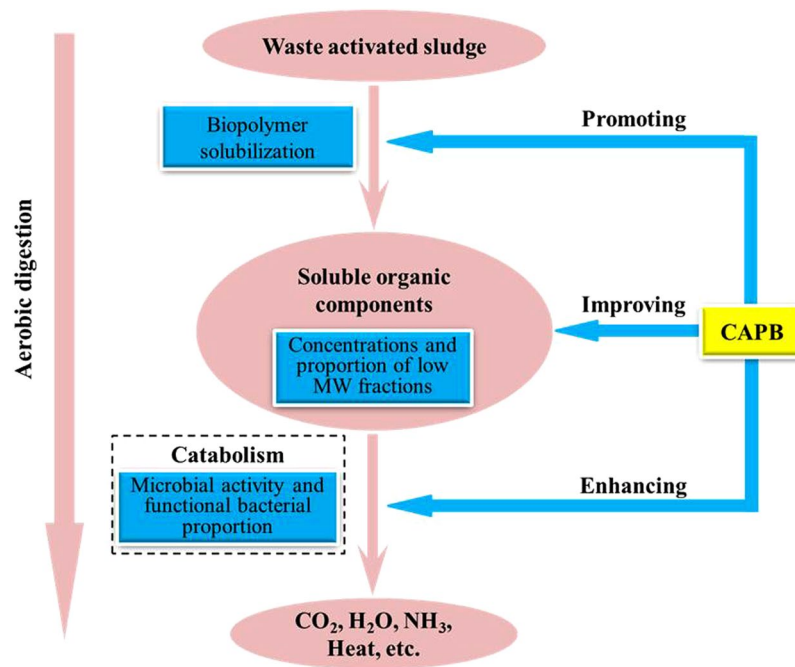 Waste activated sludge
Biopolymer
solubilization
Promoting
Aerobic digestion
Soluble organic
components
Concentrations and
proportion of low
MW fractions
Improving
CAPB
Catabolism
Microbial activity and
functional bacterial
proportion
Enhancing
CO₂, H₂O, NH₃,
Heat, etc.